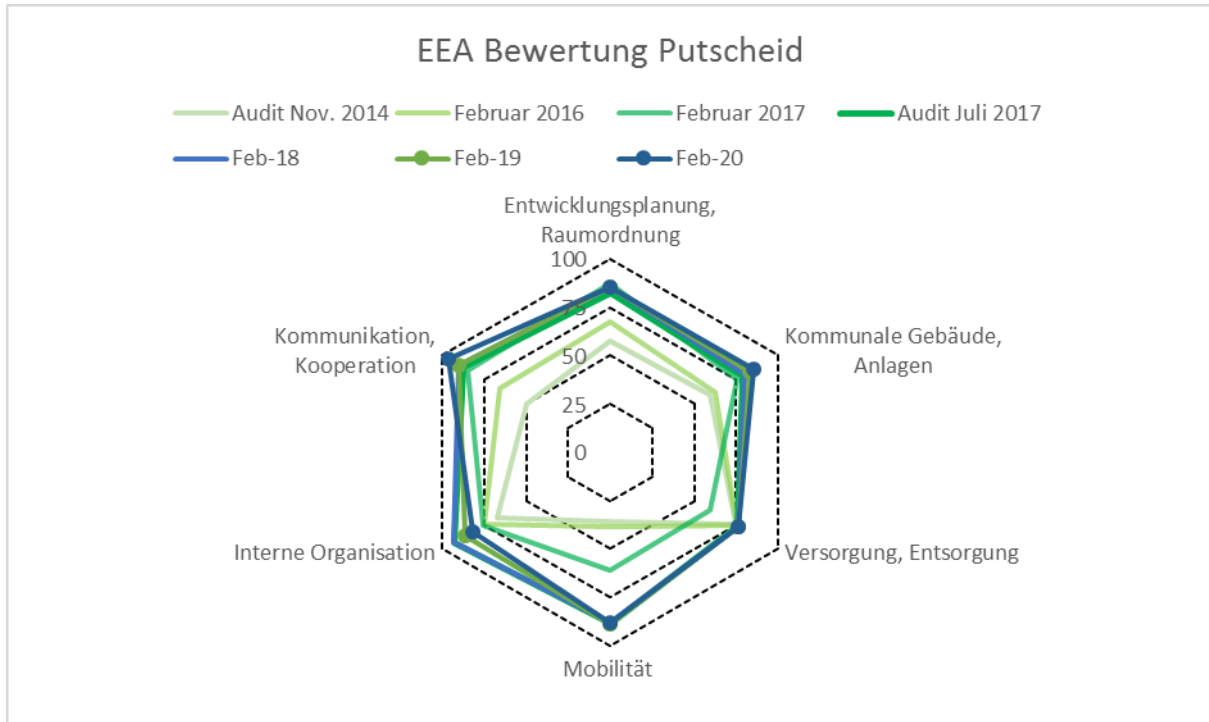 EEA Bewertung Putscheid
Audit Nov. 2014
Februar 2016
Februar 2017
Audit Juli 2017
Feb-18
Feb-19
Feb-20
Entwicklungsplanung,
Raumordnung
100
75
50
25
0
Kommunale Gebäude,
Anlagen
Versorgung, Entsorgung
Mobilität
Interne Organisation
Kommunikation,
Kooperation